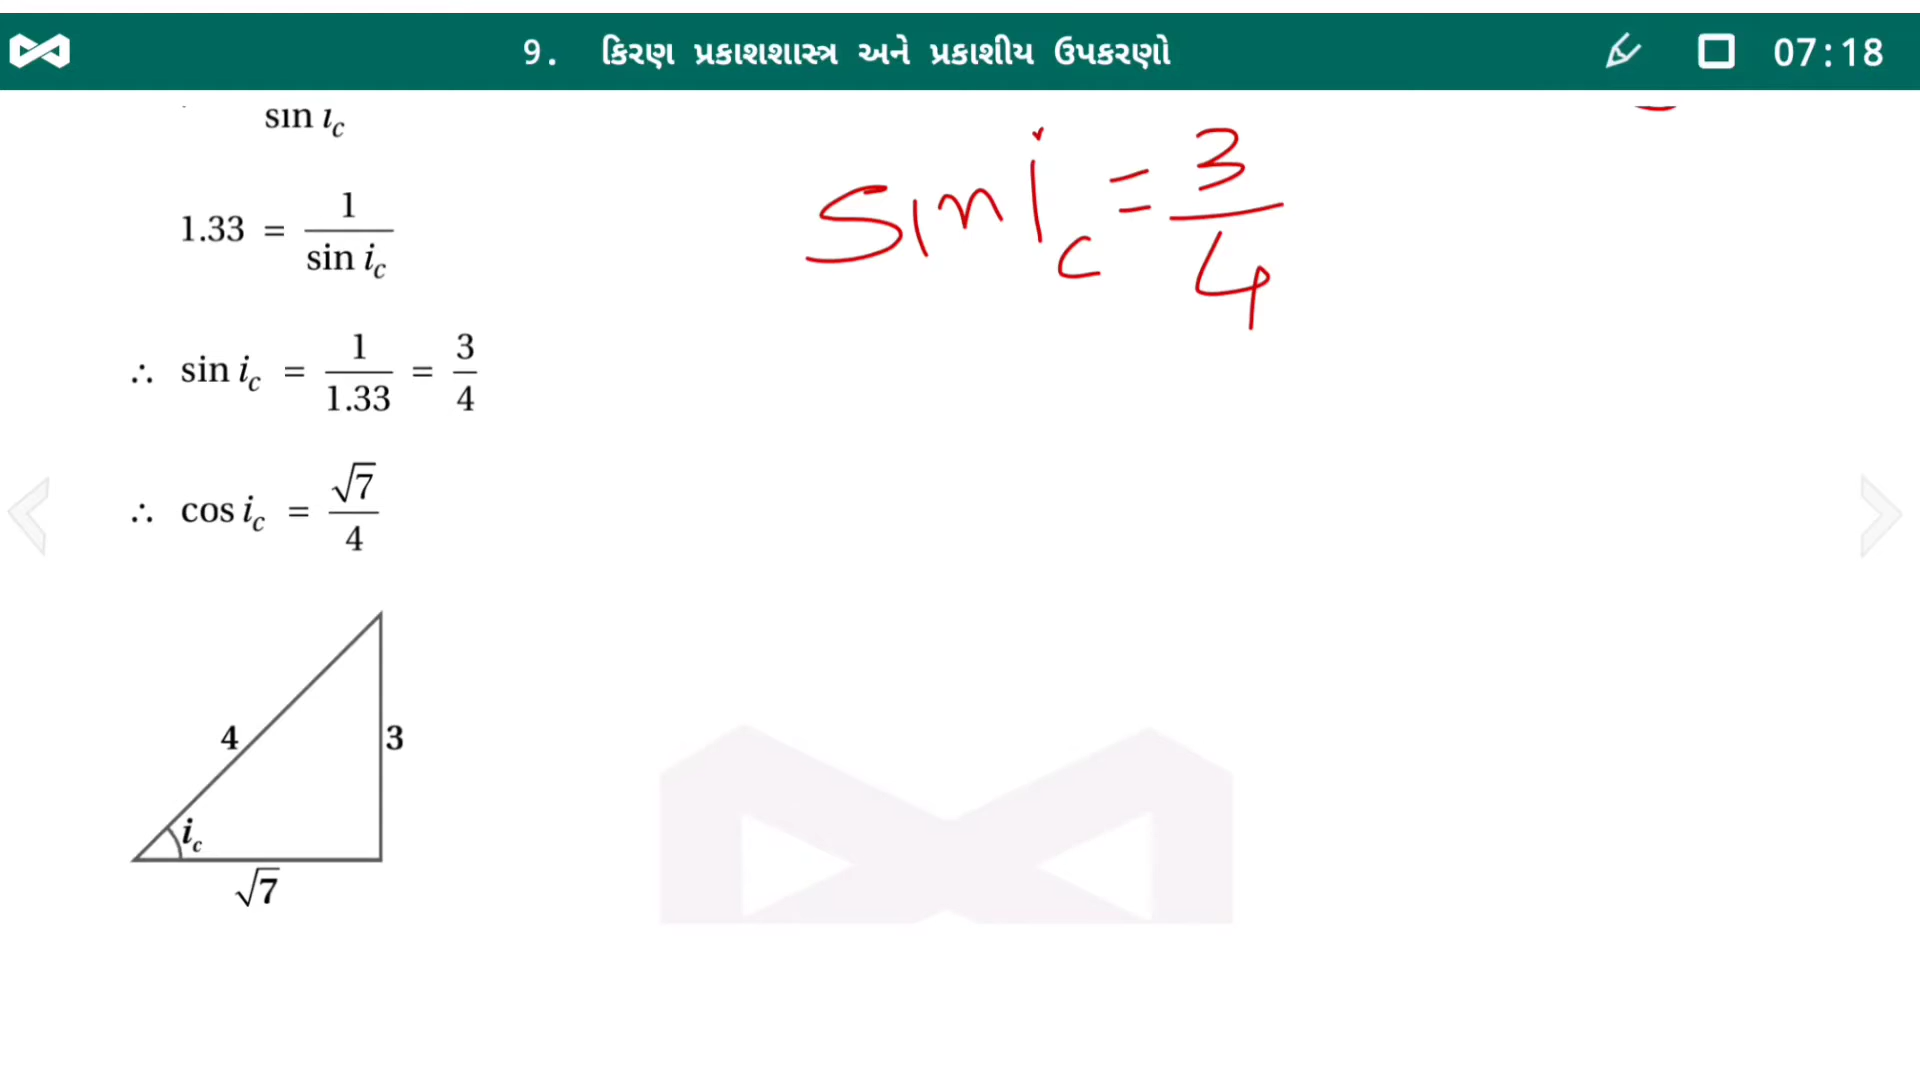 9. કિરણ પ્રકાશશાસ્ત્ર અને પ્રકાશીય ઉપકરણો 07:18
sin i_c
1.33 = 1 / sin i_c
∴ sin i_c = 1 / 1.33 = 3 / 4
∴ cos i_c = √7 / 4
4
3
i_c
√7
sin i_c = 3 / 4